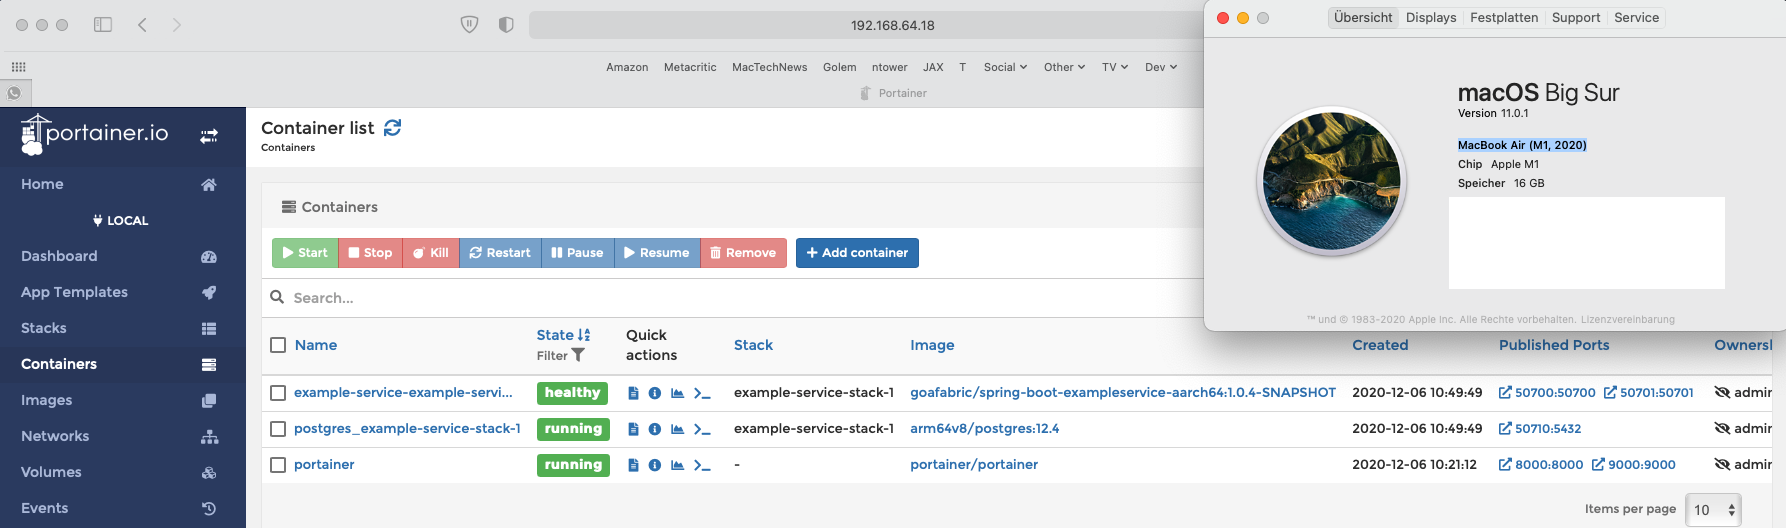 192.168.64.18
Amazon Metacritic MacTechNews Golem ntower JAX T Social Other TV Dev
Portainer
Übersicht Displays Festplatten Support Service
macOS Big Sur
Version 11.0.1
MacBook Air (M1, 2020)
Chip Apple M1
Speicher 16 GB
™ und © 1983-2020 Apple Inc. Alle Rechte vorbehalten. Lizenzvereinbarung
portainer.io
Home
LOCAL
Dashboard
App Templates
Stacks
Containers
Images
Networks
Volumes
Events
Container list
Containers
Containers
Start Stop Kill Restart Pause Resume Remove + Add container
Search...
Name State Filter Quick actions Stack Image Created Published Ports Ownersl
example-service-example-servi... healthy >_ example-service-stack-1 goafabric/spring-boot-exampleservice-aarch64:1.0.4-SNAPSHOT 2020-12-06 10:49:49 50700:50700 50701:50701 admin
postgres_example-service-stack-1 running >_ example-service-stack-1 arm64v8/postgres:12.4 2020-12-06 10:49:49 50710:5432 admin
portainer running >_ - portainer/portainer 2020-12-06 10:21:12 8000:8000 9000:9000 admin
Items per page 10